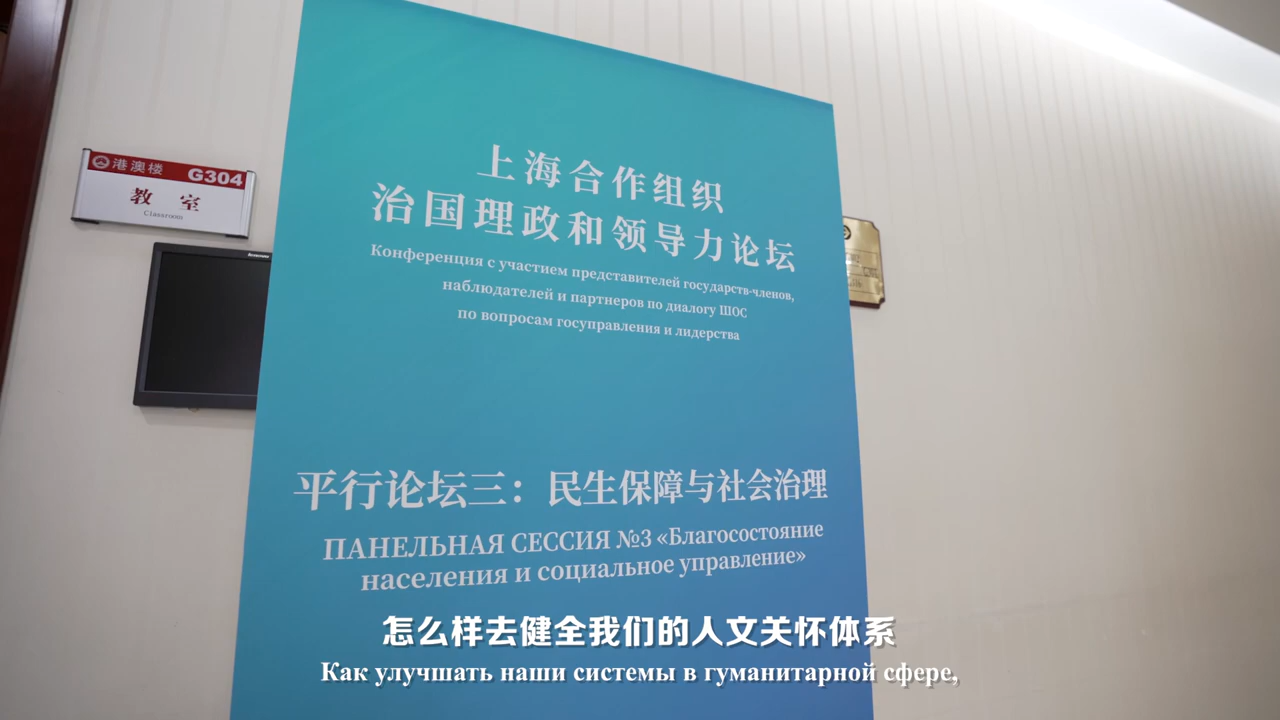 港澳楼
G304
教室
Classroom
lenovo
上海合作组织
治国理政和领导力论坛
Конференция с участием представителей государств-членов,
наблюдателей и партнеров по диалогу ШОС
по вопросам госуправления и лидерства
平行论坛三：民生保障与社会治理
ПАНЕЛЬНАЯ СЕССИЯ №3 «Благосостояние
населения и социальное управление»
怎么样去健全我们的人文关怀体系
Как улучшать наши системы в гуманитарной сфере,